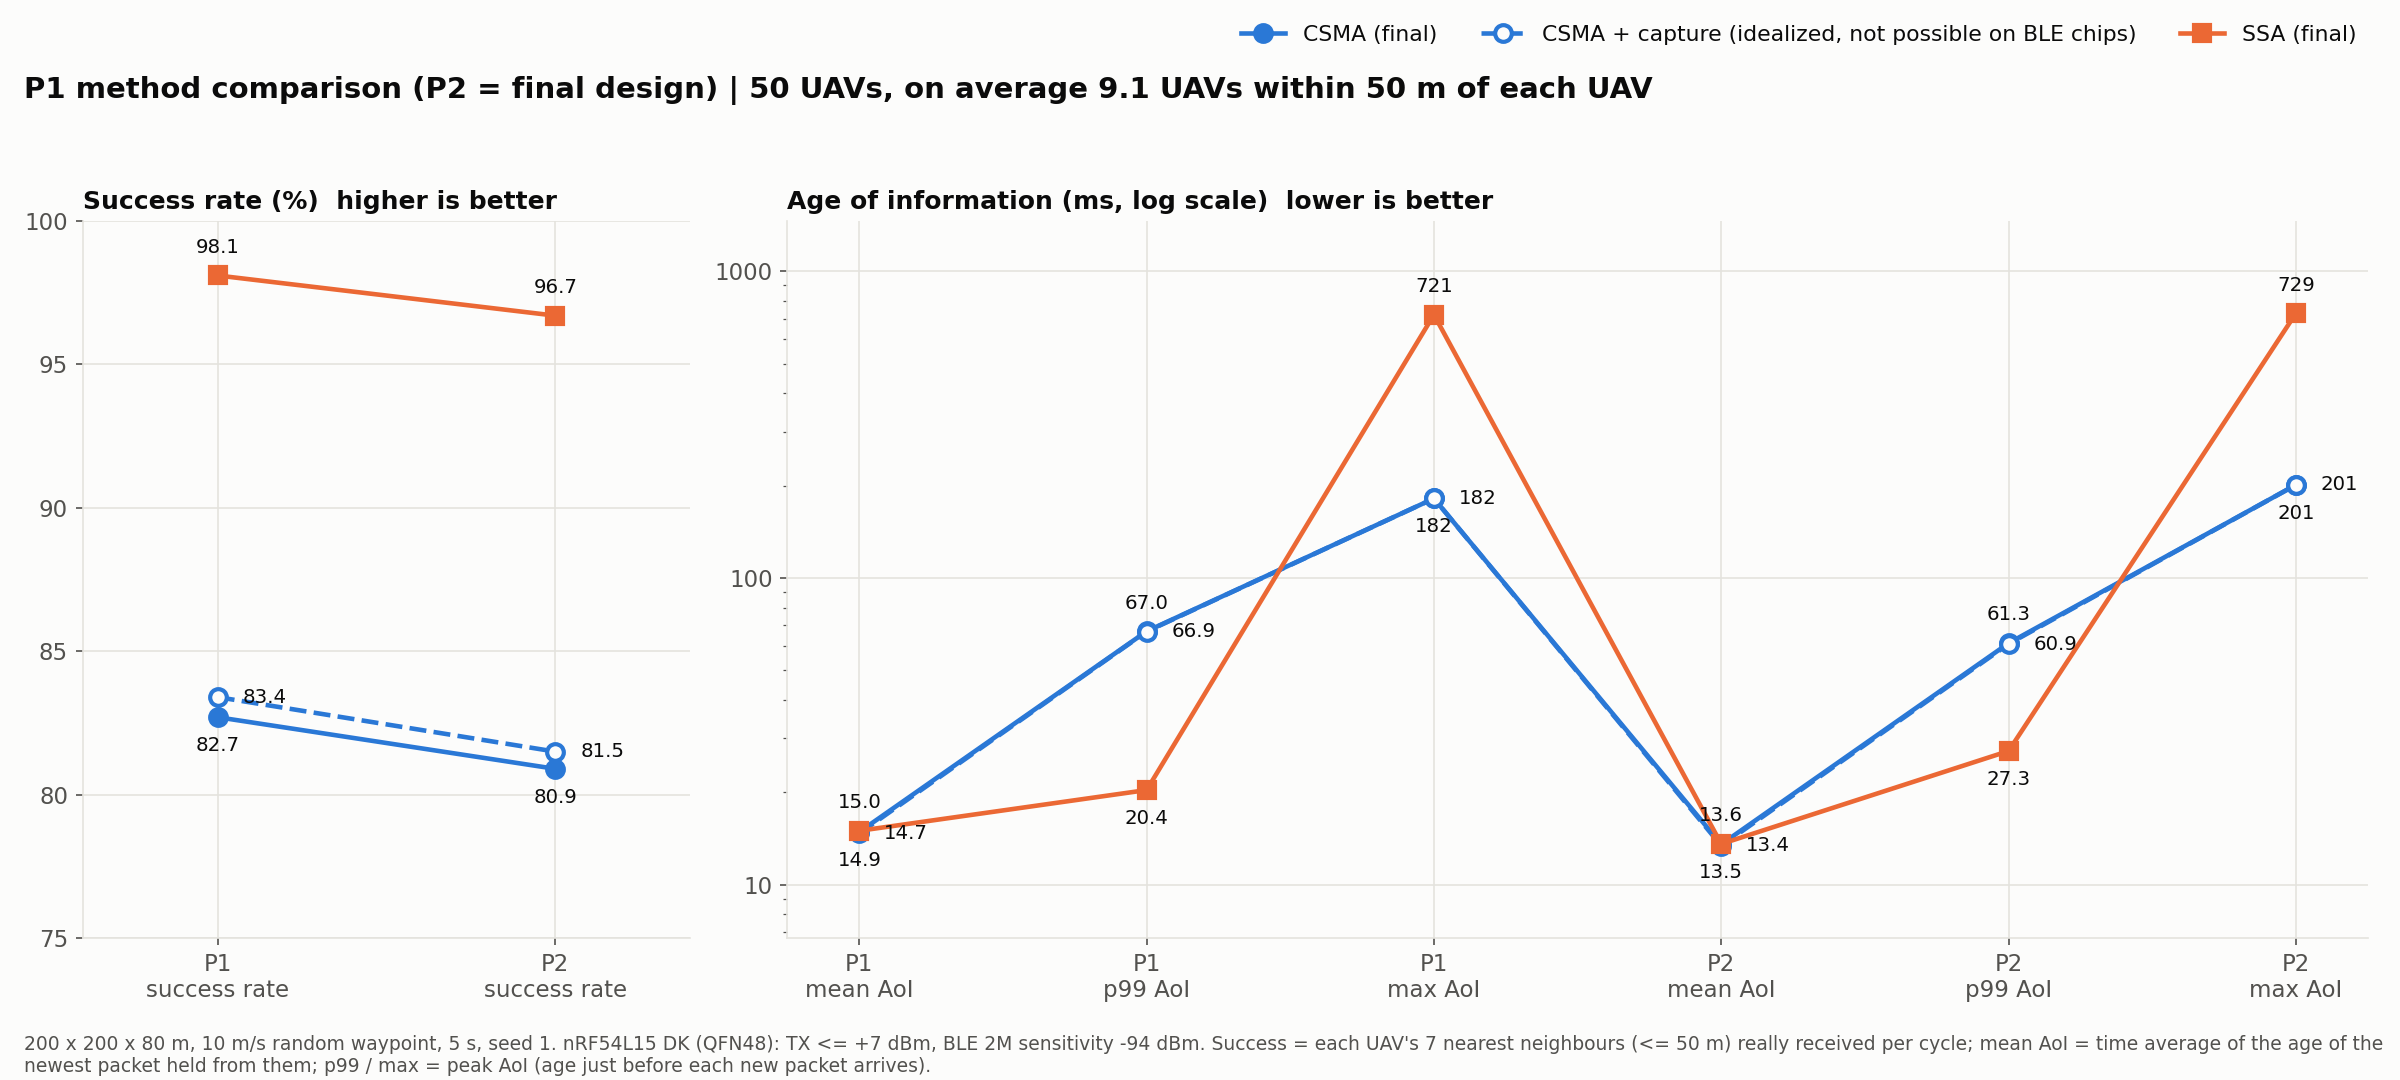 CSMA (final)
CSMA + capture (idealized, not possible on BLE chips)
SSA (final)
P1 method comparison (P2 = final design) | 50 UAVs, on average 9.1 UAVs within 50 m of each UAV
Success rate (%)  higher is better
100
95
90
85
80
75
98.1
96.7
83.4
82.7
81.5
80.9
P1
success rate
P2
success rate
Age of information (ms, log scale)  lower is better
1000
100
10
15.0
14.7
14.9
67.0
66.9
20.4
721
182
182
13.6
13.4
13.5
61.3
60.9
27.3
729
201
201
P1
mean AoI
P1
p99 AoI
P1
max AoI
P2
mean AoI
P2
p99 AoI
P2
max AoI
200 x 200 x 80 m, 10 m/s random waypoint, 5 s, seed 1. nRF54L15 DK (QFN48): TX <= +7 dBm, BLE 2M sensitivity -94 dBm. Success = each UAV's 7 nearest neighbours (<= 50 m) really received per cycle; mean AoI = time average of the age of the
newest packet held from them; p99 / max = peak AoI (age just before each new packet arrives).